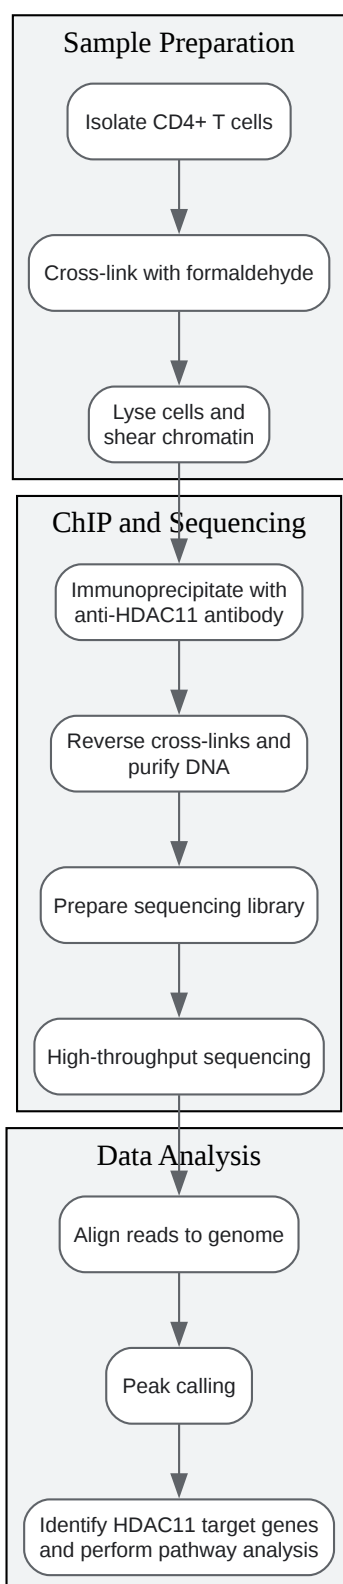 Sample Preparation
Isolate CD4+ T cells
Cross-link with formaldehyde
Lyse cells and
shear chromatin
ChIP and Sequencing
Immunoprecipitate with
anti-HDAC11 antibody
Reverse cross-links and
purify DNA
Prepare sequencing library
High-throughput sequencing
Data Analysis
Align reads to genome
Peak calling
Identify HDAC11 target genes
and perform pathway analysis